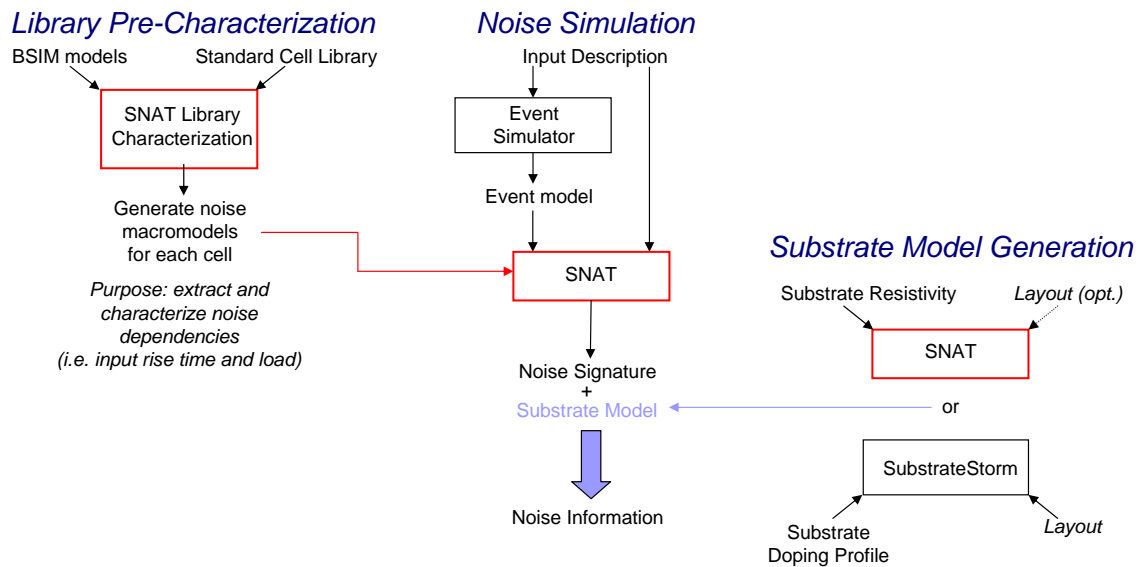 Library Pre-Characterization
BSIM models
Standard Cell Library
SNAT Library
Characterization
Generate noise
macromodels
for each cell
Purpose: extract and
characterize noise
dependencies
(i.e. input rise time and load)
Noise Simulation
Input Description
Event
Simulator
Event model
SNAT
Noise Signature
+
Substrate Model
Noise Information
Substrate Model Generation
Substrate Resistivity
Layout (opt.)
SNAT
or
SubstrateStorm
Substrate
Doping Profile
Layout